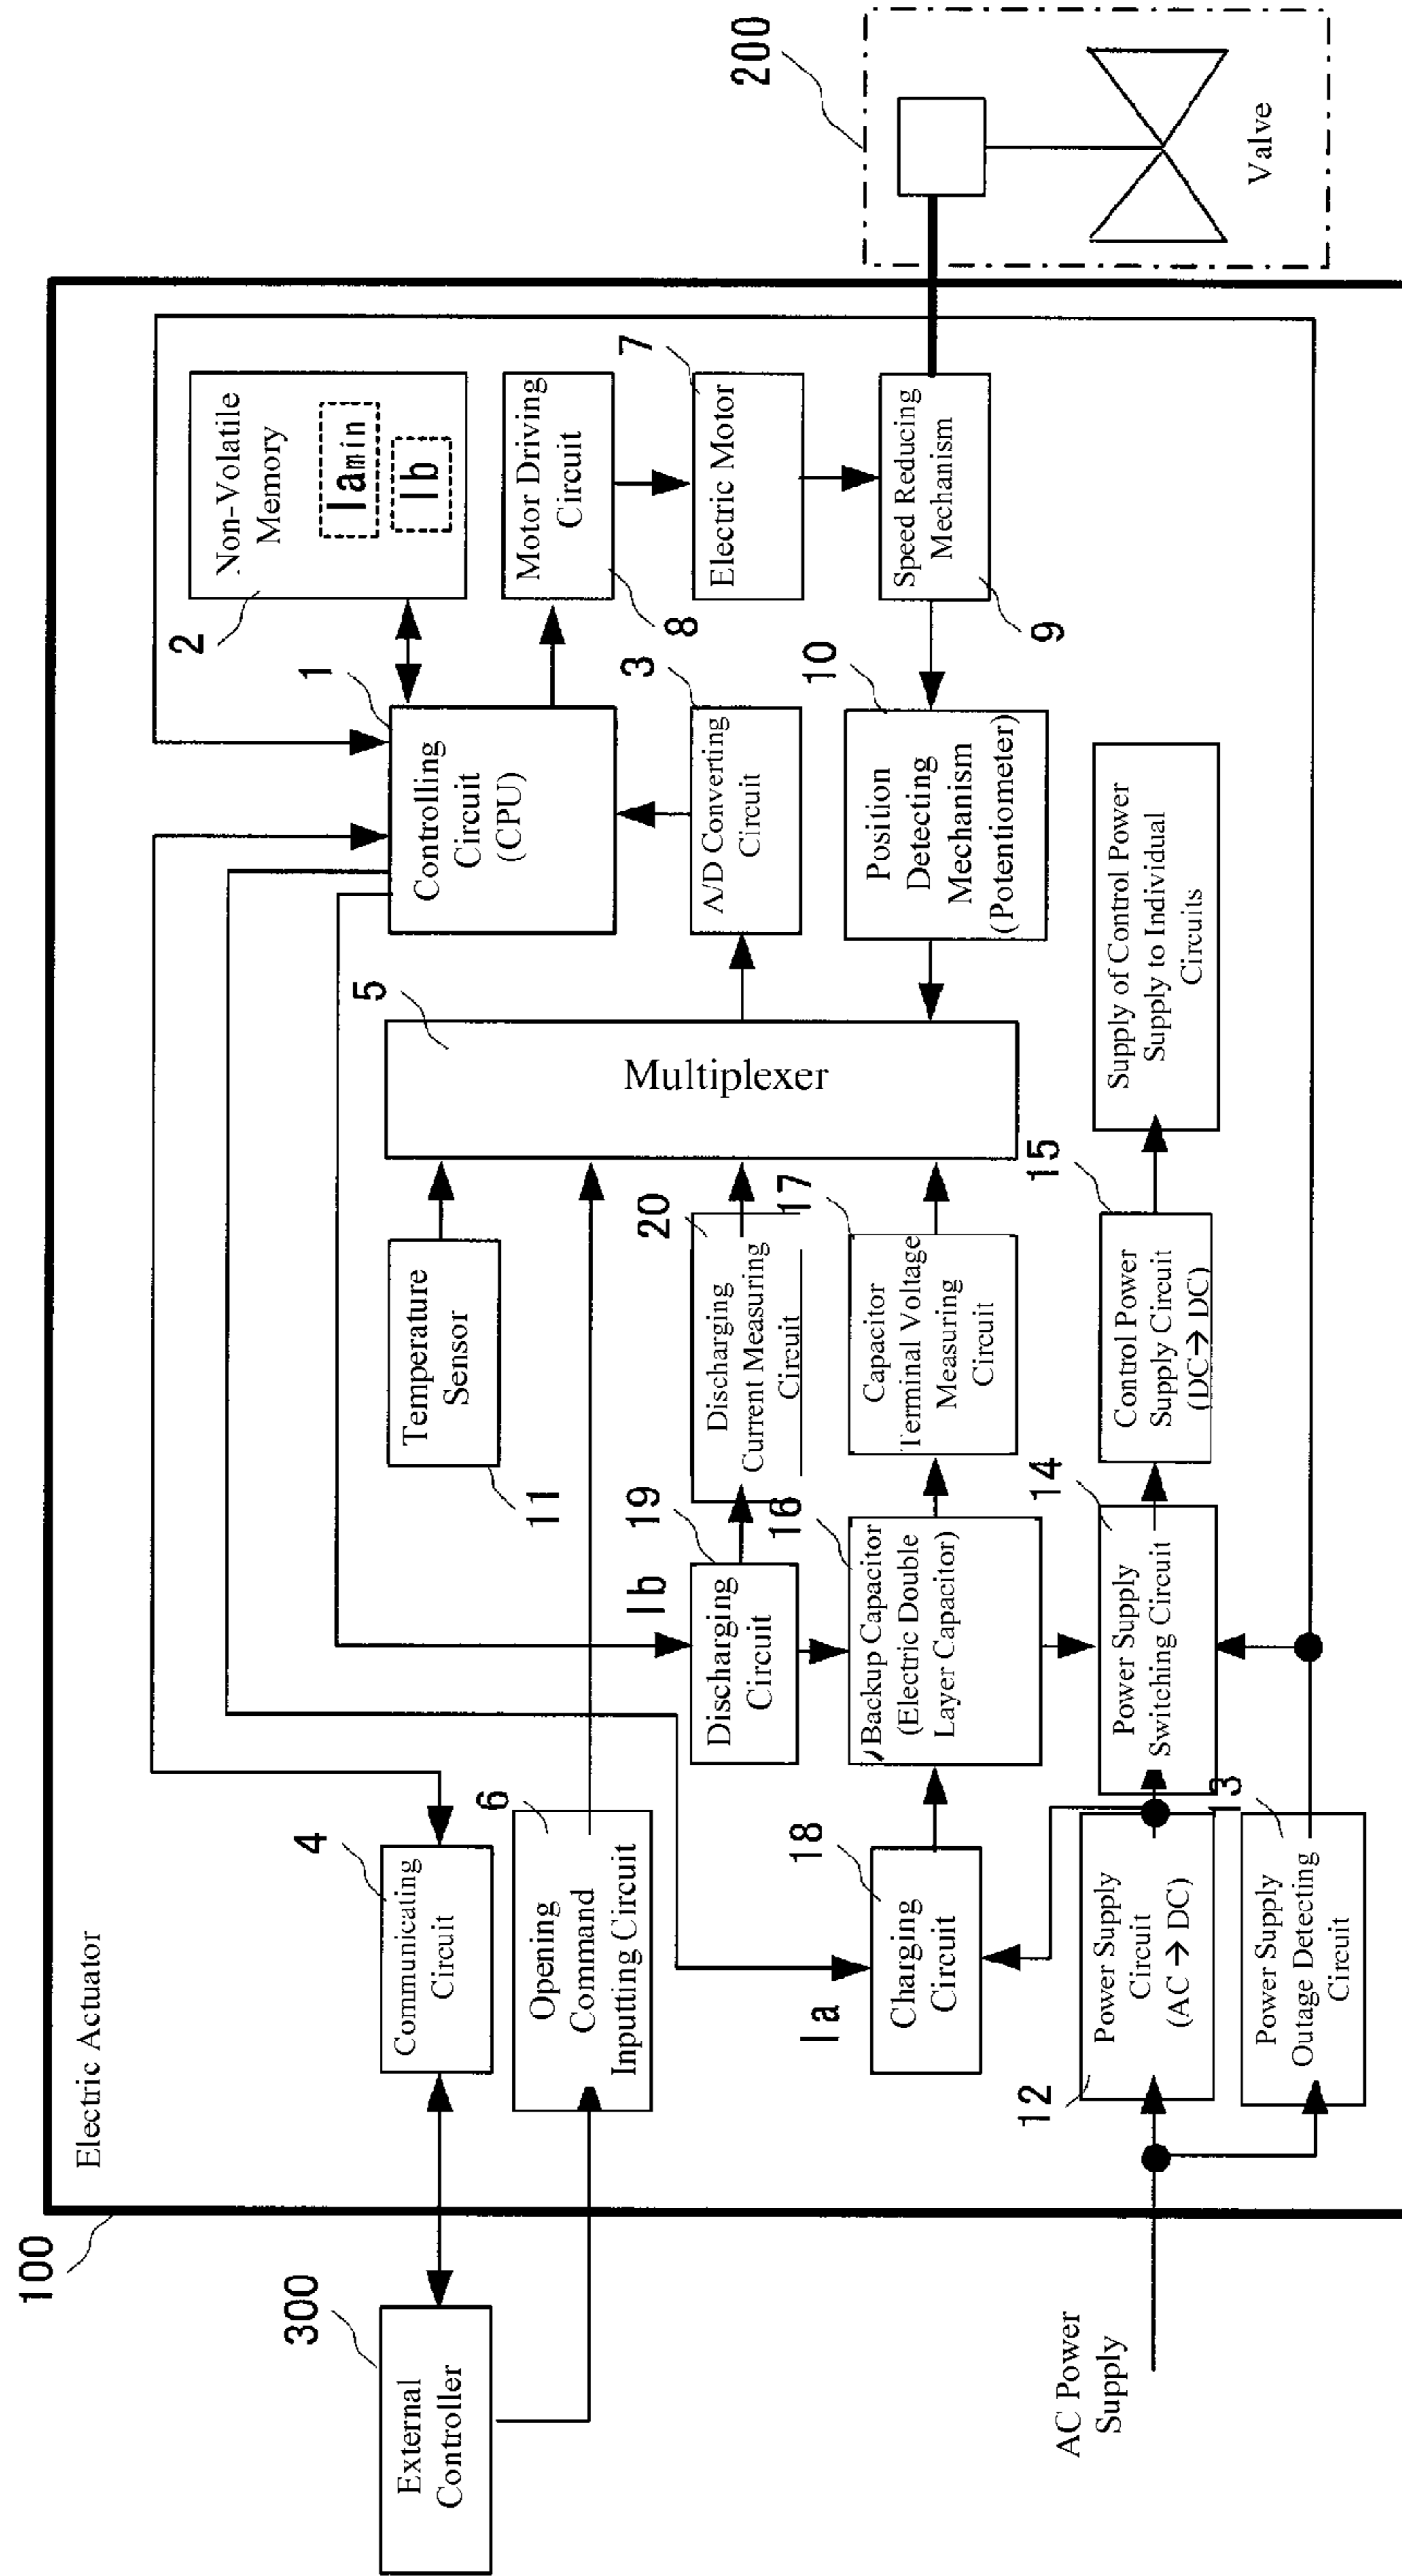 Electric Actuator
100
300
External
Controller
AC Power
Supply
4
Communicating
Circuit
6
Opening
Command
Inputting Circuit
Ia
18
Charging
Circuit
12
Power Supply
Circuit
(AC → DC)
13
Power Supply
Outage Detecting
Circuit
11
Temperature
Sensor
Ib
19
Discharging
Circuit
20
Discharging
Current Measuring
Circuit
16
Backup Capacitor
(Electric Double
Layer Capacitor)
17
Capacitor
Terminal Voltage
Measuring
Circuit
14
Power Supply
Switching Circuit
15
Control Power
Supply Circuit
(DC → DC)
Supply of Control Power
Supply to Individual
Circuits
5
Multiplexer
1
Controlling
Circuit
(CPU)
3
A/D Converting
Circuit
10
Position
Detecting
Mechanism
(Potentiometer)
2
Non-Volatile
Memory
Iamin
Ib
8
Motor Driving
Circuit
7
Electric Motor
9
Speed Reducing
Mechanism
200
Valve